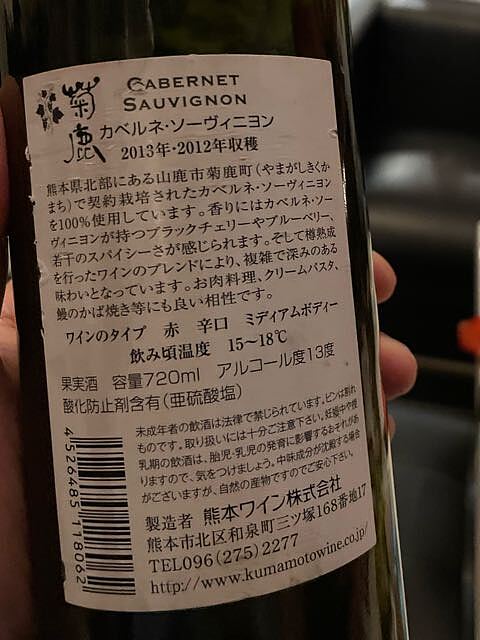 菊鹿
CABERNET
SAUVIGNON
カベルネ・ソーヴィニヨン
2013年・2012年収穫
熊本県北部にある山鹿市菊鹿町(やまがしきくか
まち)で契約栽培されたカベルネ・ソーヴィニヨン
を100%使用しています。香りにはカベルネ・ソー
ヴィニヨンが持つブラックチェリーやブルーベリー、
若干のスパイシーさが感じられます。そして樽熟成
を行ったワインのブレンドにより、複雑で深みのある
味わいとなっています。お肉料理、クリームパスタ、
鰻のかば焼き等にも良い相性です。
ワインのタイプ 赤 辛口 ミディアムボディー
飲み頃温度 15~18℃
果実酒 容量720ml アルコール度13度
酸化防止剤含有(亜硫酸塩)
未成年者の飲酒は法律で禁じられています。ビンは割れ
ものです。取り扱いには十分ご注意下さい。妊娠中や授
乳期の飲酒は、胎児・乳児の発育に影響するおそれがあ
りますので、気をつけましょう。中味成分が沈殿する場合
がございますが、自然の産物ですのでご安心下さい。
製造者 熊本ワイン株式会社
熊本市北区和泉町三ツ塚168番地17
TEL096(275)2277
http://www.kumamotowine.co.jp/
4526485118062